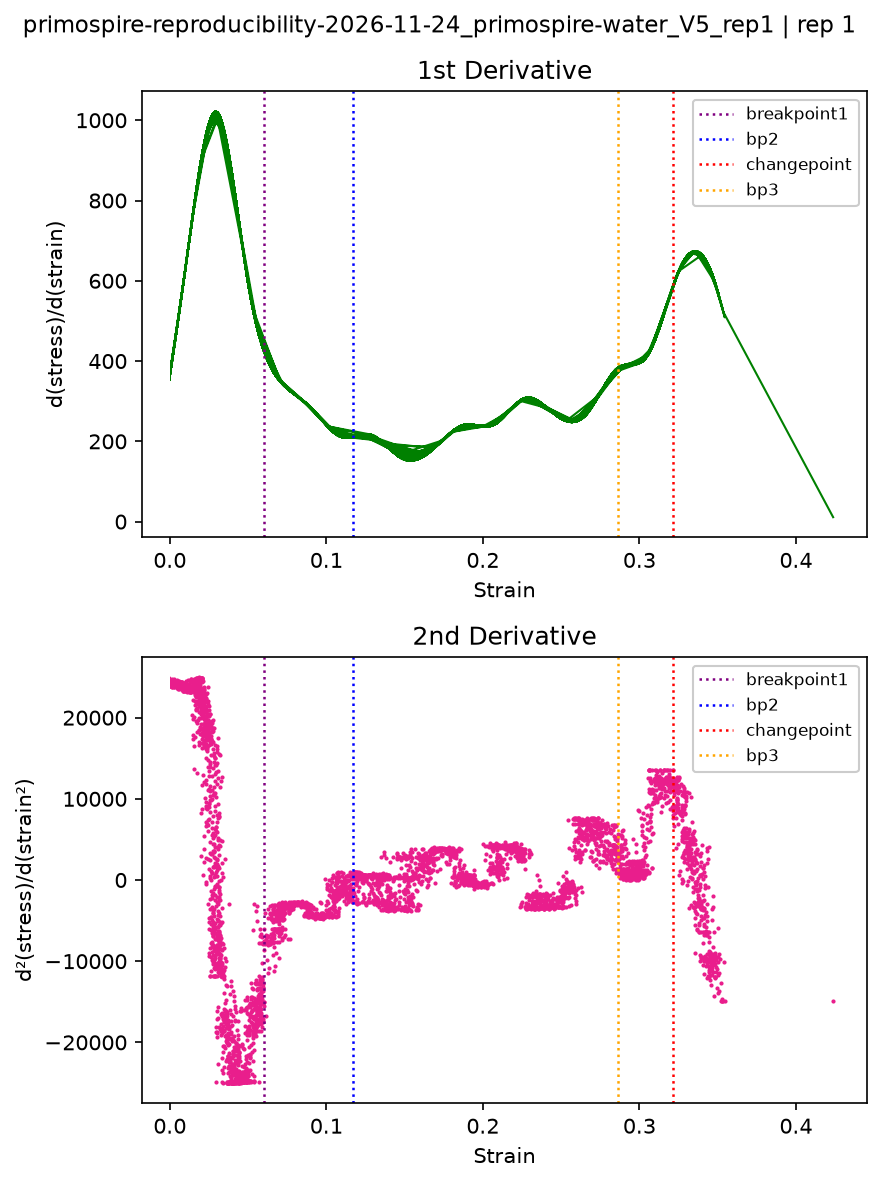 primospire-reproducibility-2026-11-24_primospire-water_V5_rep1 | rep 1
1st Derivative
d(stress)/d(strain)
1000
800
600
400
200
0
breakpoint1
bp2
changepoint
bp3
0.0 0.1 0.2 0.3 0.4
Strain
2nd Derivative
d²(stress)/d(strain²)
20000
10000
0
−10000
−20000
breakpoint1
bp2
changepoint
bp3
0.0 0.1 0.2 0.3 0.4
Strain